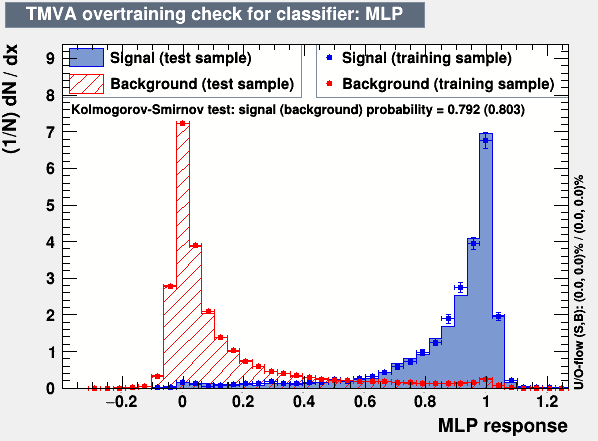 TMVA overtraining check for classifier: MLP
(1/N) dN / dx
Signal (test sample)
Background (test sample)
Signal (training sample)
Background (training sample)
Kolmogorov-Smirnov test: signal (background) probability = 0.792 (0.803)
9
8
7
6
5
4
3
2
1
0
−0.2 0 0.2 0.4 0.6 0.8 1 1.2
MLP response
U/O-flow (S,B): (0.0, 0.0)% / (0.0, 0.0)%